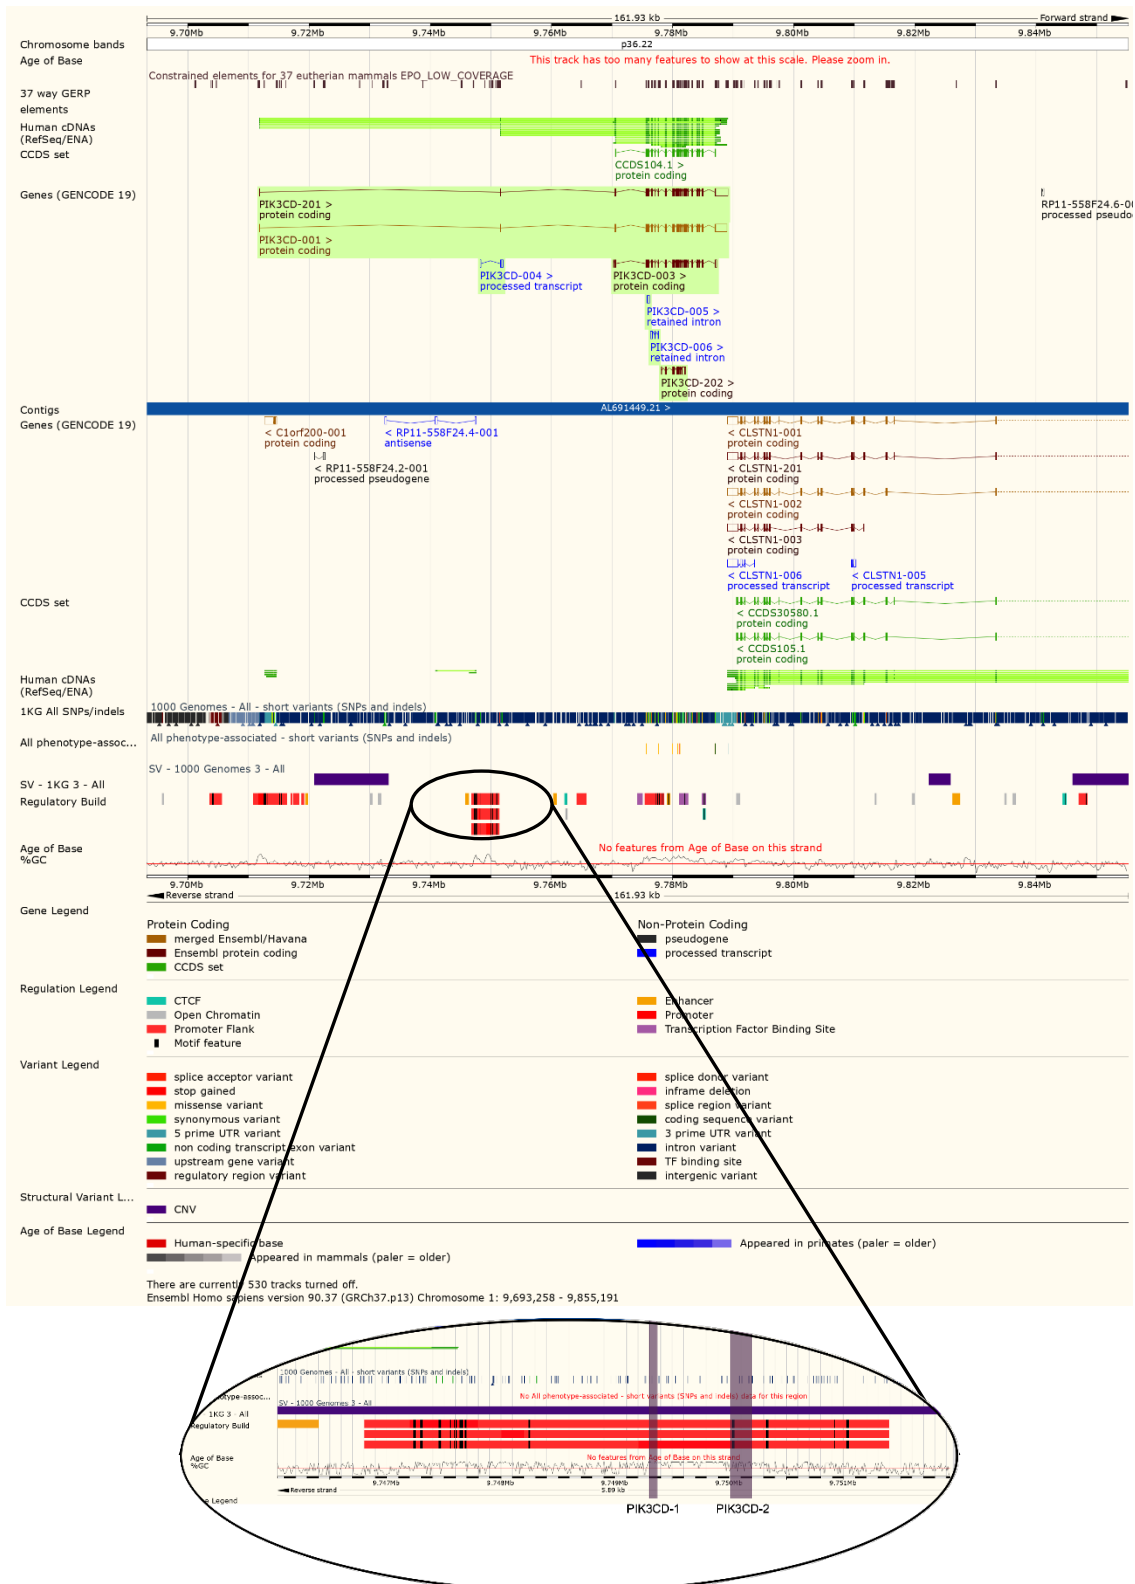 161.93 kb
Forward strand
9.70Mb 9.72Mb 9.74Mb 9.76Mb 9.78Mb 9.80Mb 9.82Mb 9.84Mb
Chromosome bands
p36.22
Age of Base
This track has too many features to show at this scale. Please zoom in.
Constrained elements for 37 eutherian mammals EPO_LOW_COVERAGE
37 way GERP
elements
Human cDNAs
(RefSeq/ENA)
CCDS set
CCDS104.1 >
protein coding
Genes (GENCODE 19)
PIK3CD-201 >
protein coding
RP11-558F24.6-00
processed pseudo
PIK3CD-001 >
protein coding
PIK3CD-004 >
processed transcript
PIK3CD-003 >
protein coding
PIK3CD-005 >
retained intron
PIK3CD-006 >
retained intron
PIK3CD-202 >
protein coding
Contigs
AL691449.21 >
Genes (GENCODE 19)
< C1orf200-001
protein coding
< RP11-558F24.4-001
antisense
< CLSTN1-001
protein coding
< RP11-558F24.2-001
processed pseudogene
< CLSTN1-201
protein coding
< CLSTN1-002
protein coding
< CLSTN1-003
protein coding
< CLSTN1-006
processed transcript
< CLSTN1-005
processed transcript
CCDS set
< CCDS30580.1
protein coding
< CCDS105.1
protein coding
Human cDNAs
(RefSeq/ENA)
1000 Genomes - All - short variants (SNPs and indels)
1KG All SNPs/indels
All phenotype-associated - short variants (SNPs and indels)
All phenotype-assoc...
SV - 1000 Genomes 3 - All
SV - 1KG 3 - All
Regulatory Build
Age of Base
No features from Age of Base on this strand
%GC
9.70Mb 9.72Mb 9.74Mb 9.76Mb 9.78Mb 9.80Mb 9.82Mb 9.84Mb
Reverse strand
161.93 kb
Gene Legend
Protein Coding
Non-Protein Coding
merged Ensembl/Havana
pseudogene
Ensembl protein coding
processed transcript
CCDS set
Regulation Legend
CTCF
Enhancer
Open Chromatin
Promoter
Promoter Flank
Transcription Factor Binding Site
Motif feature
Variant Legend
splice acceptor variant
splice donor variant
stop gained
inframe deletion
missense variant
splice region variant
synonymous variant
coding sequence variant
5 prime UTR variant
3 prime UTR variant
non coding transcript exon variant
intron variant
upstream gene variant
TF binding site
regulatory region variant
intergenic variant
Structural Variant L...
CNV
Age of Base Legend
Human-specific base
Appeared in primates (paler = older)
Appeared in mammals (paler = older)
There are currently 530 tracks turned off.
Ensembl Homo sapiens version 90.37 (GRCh37.p13) Chromosome 1: 9,693,258 - 9,855,191
1000 Genomes - All - short variants (SNPs and indels)
otype-assoc...
No All phenotype-associated - short variants (SNPs and indels) data for this region
SV - 1000 Genomes 3 - All
1KG 3 - All
Regulatory Build
Age of Base
No features from Age of Base on this strand
%GC
9.747Mb 9.748Mb 9.749Mb 9.750Mb 9.751Mb
Reverse strand
5.89 kb
e Legend
PIK3CD-1 PIK3CD-2